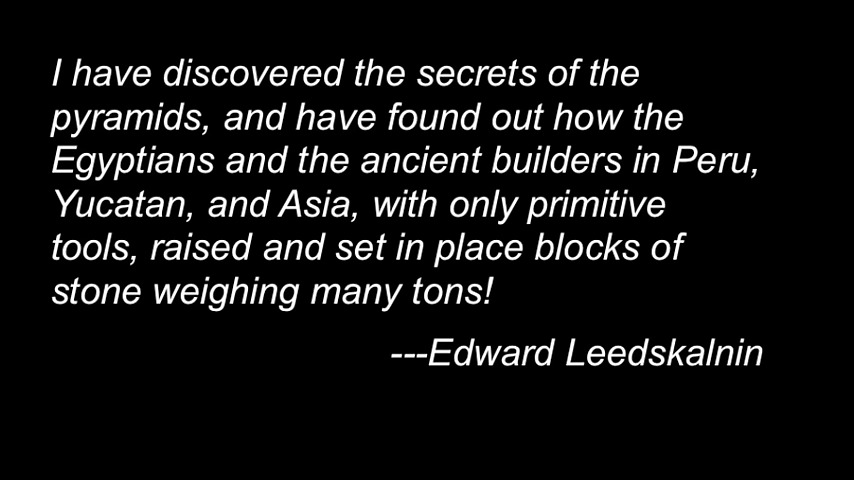 I have discovered the secrets of the
pyramids, and have found out how the
Egyptians and the ancient builders in Peru,
Yucatan, and Asia, with only primitive
tools, raised and set in place blocks of
stone weighing many tons!
---Edward Leedskalnin